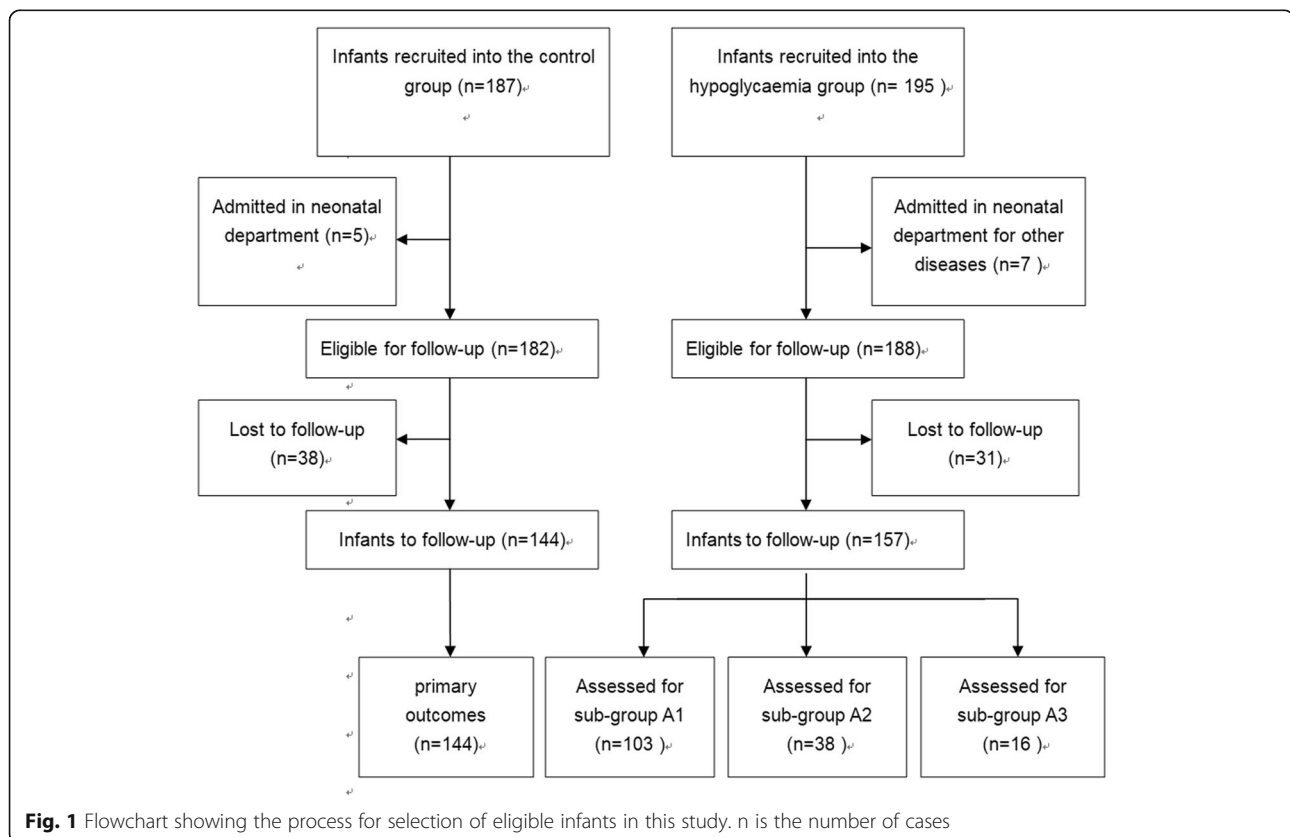 Infants recruited into the control
group (n=187)↵
↵
Infants recruited into the
hypoglycaemia group (n= 195 )
↵
Admitted in neonatal
department (n=5)↵
↵
Admitted in neonatal
department for other
diseases (n=7 )
↵
Eligible for follow-up (n=182)↵
Eligible for follow-up (n=188)↵
Lost to follow-up
(n=38)↵
Lost to follow-up
(n=31)↵
Infants to follow-up (n=144)↵
Infants to follow-up (n=157)↵
primary
outcomes
(n=144)↵
Assessed for
sub-group A1
(n=103 )
Assessed for
sub-group A2
(n=38 )
Assessed for
sub-group A3
(n=16 )
Fig. 1 Flowchart showing the process for selection of eligible infants in this study. n is the number of cases